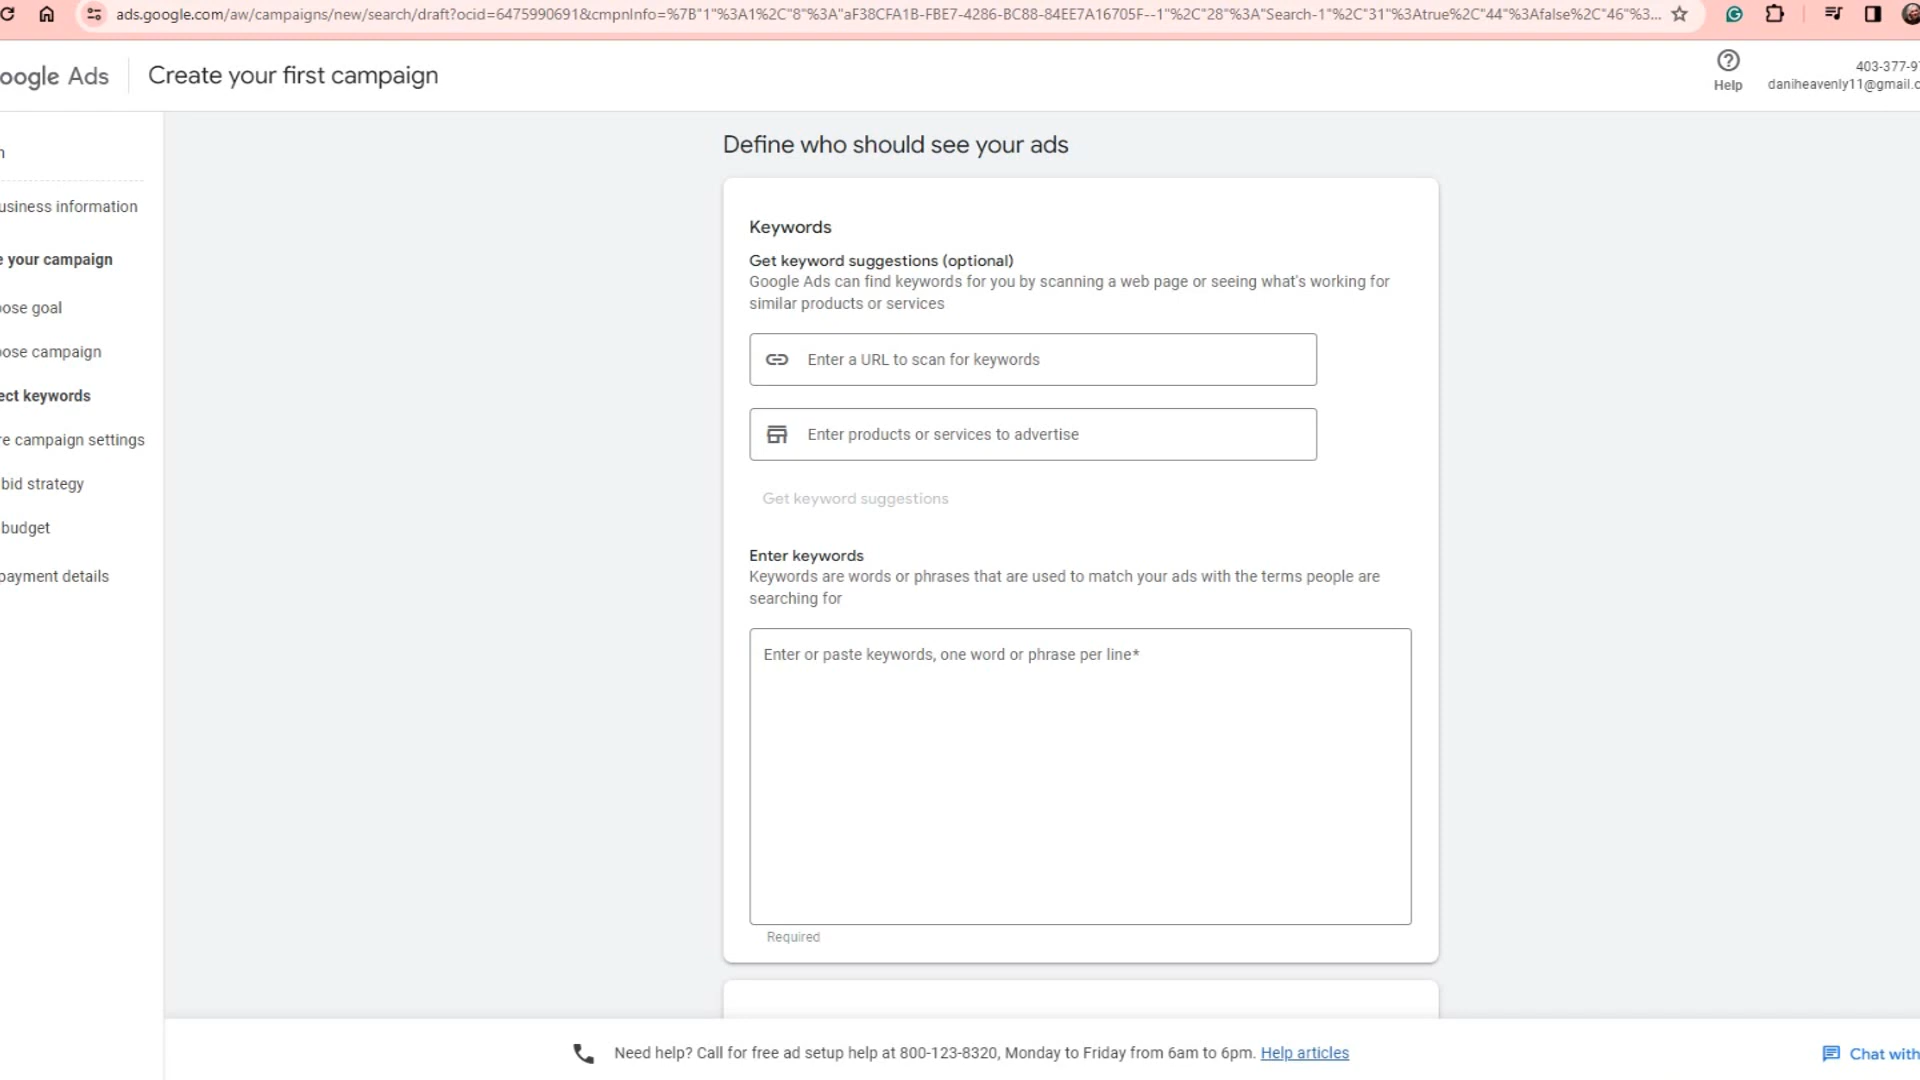 ads.google.com/aw/campaigns/new/search/draft?ocid=6475990691&cmpnInfo=%7B"1"%3A1%2C"8"%3A"aF38CFA1B-FBE7-4286-BC88-84EE7A16705F--1"%2C"28"%3A"Search-1"%2C"31"%3Atrue%2C"44"%3Afalse%2C"46"%3...
oogle Ads
Create your first campaign
Help
403-377-97
daniheavenly11@gmail.c
n
usiness information
e your campaign
ose goal
ose campaign
ect keywords
re campaign settings
bid strategy
budget
payment details
Define who should see your ads
Keywords
Get keyword suggestions (optional)
Google Ads can find keywords for you by scanning a web page or seeing what's working for
similar products or services
Enter a URL to scan for keywords
Enter products or services to advertise
Get keyword suggestions
Enter keywords
Keywords are words or phrases that are used to match your ads with the terms people are
searching for
Enter or paste keywords, one word or phrase per line*
Required
Need help? Call for free ad setup help at 800-123-8320, Monday to Friday from 6am to 6pm. Help articles
Chat with